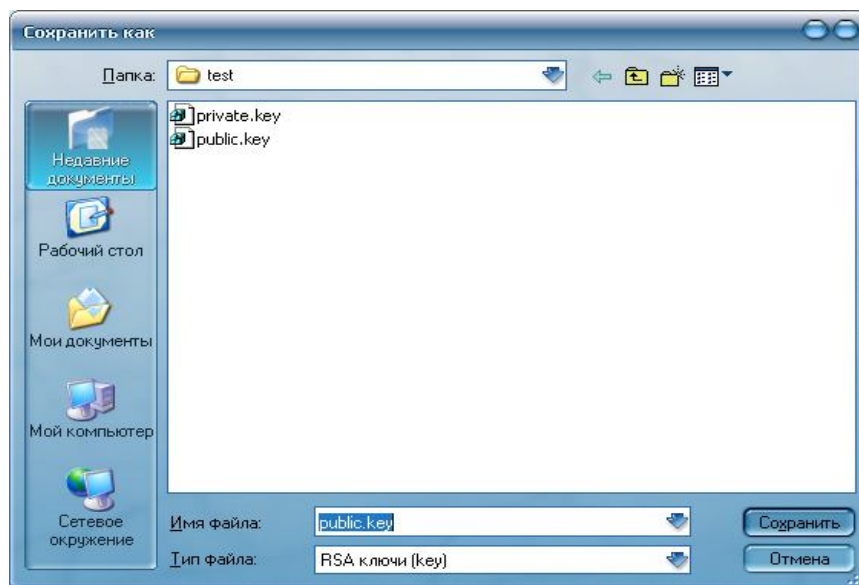 Сохранить как
Папка: test
private.key
public.key
Недавние
документы
Рабочий стол
Мои документы
Мой компьютер
Сетевое
окружение
Имя файла: public.key Сохранить
Тип файла: RSA ключи (key) Отмена